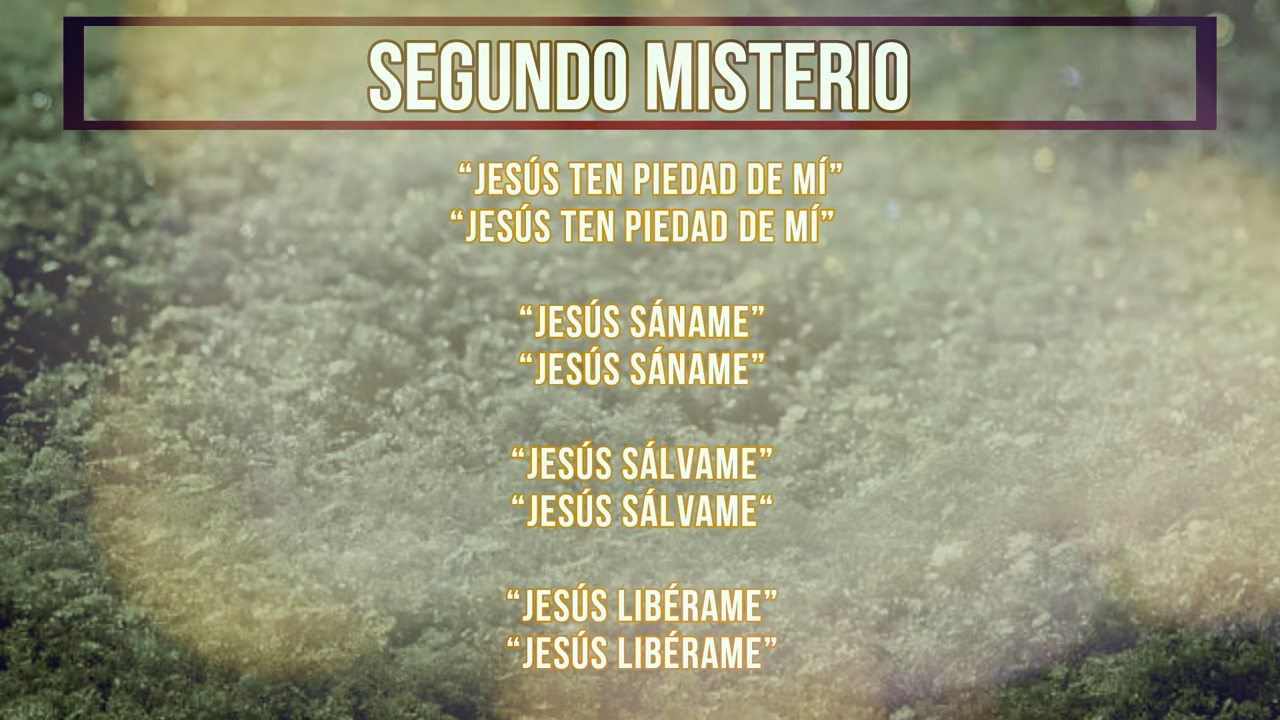 SEGUNDO MISTERIO
“JESÚS TEN PIEDAD DE MÍ”
“JESÚS TEN PIEDAD DE MÍ”
“JESÚS SÁNAME”
“JESÚS SÁNAME”
“JESÚS SÁLVAME”
“JESÚS SÁLVAME“
“JESÚS LIBÉRAME”
“JESÚS LIBÉRAME”